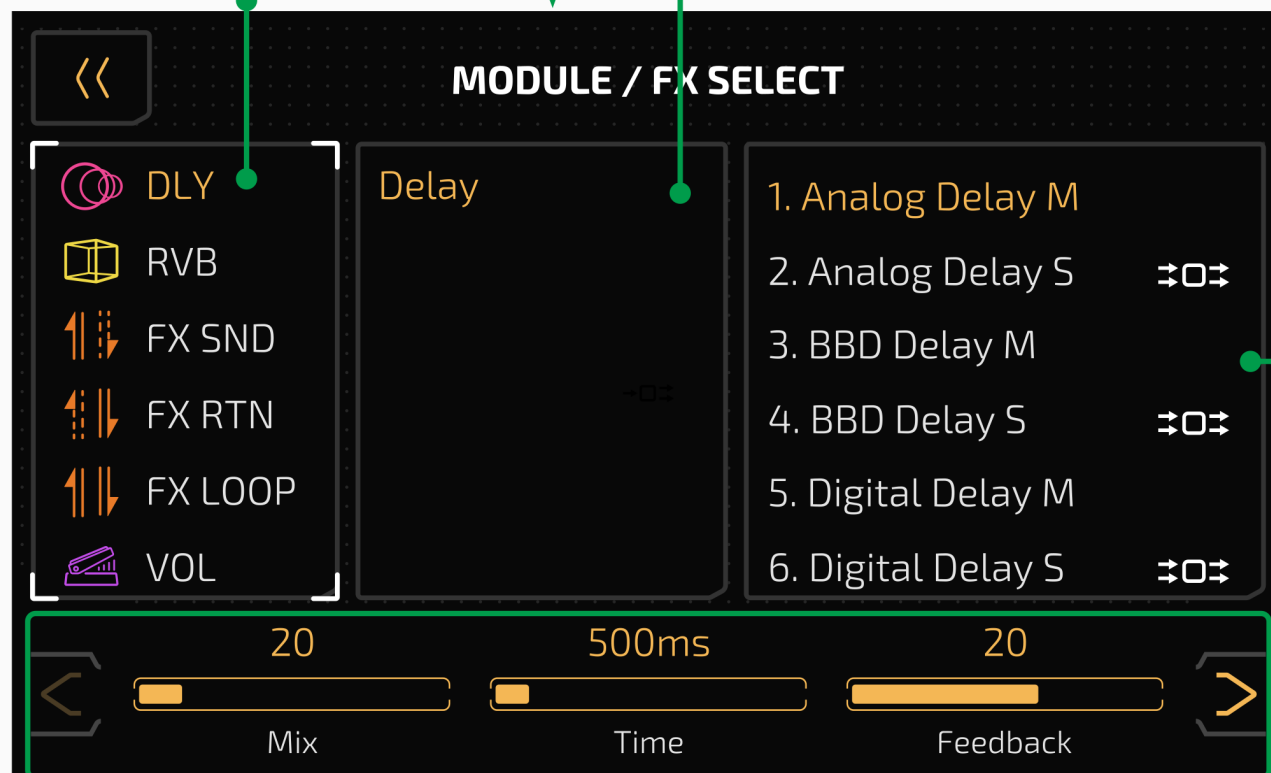 MODULE / FX SELECT
DLY
RVB
FX SND
FX RTN
FX LOOP
VOL
Delay
1. Analog Delay M
2. Analog Delay S
3. BBD Delay M
4. BBD Delay S
5. Digital Delay M
6. Digital Delay S
20
500ms
20
Mix
Time
Feedback